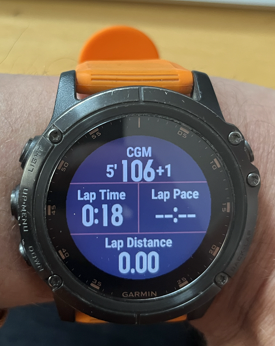 CGM
5' 106+1
Lap Time
Lap Pace
0:18
--:--
Lap Distance
0.00
GARMIN